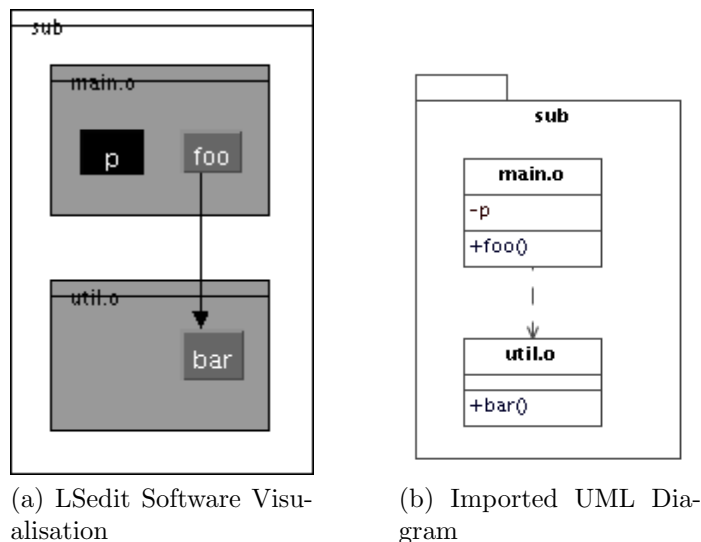 sub
main.o
p
foo
util.o
bar
(a) LSedit Software Visu-
alisation
sub
main.o
-p
+foo()
util.o
+bar()
(b) Imported UML Dia-
gram